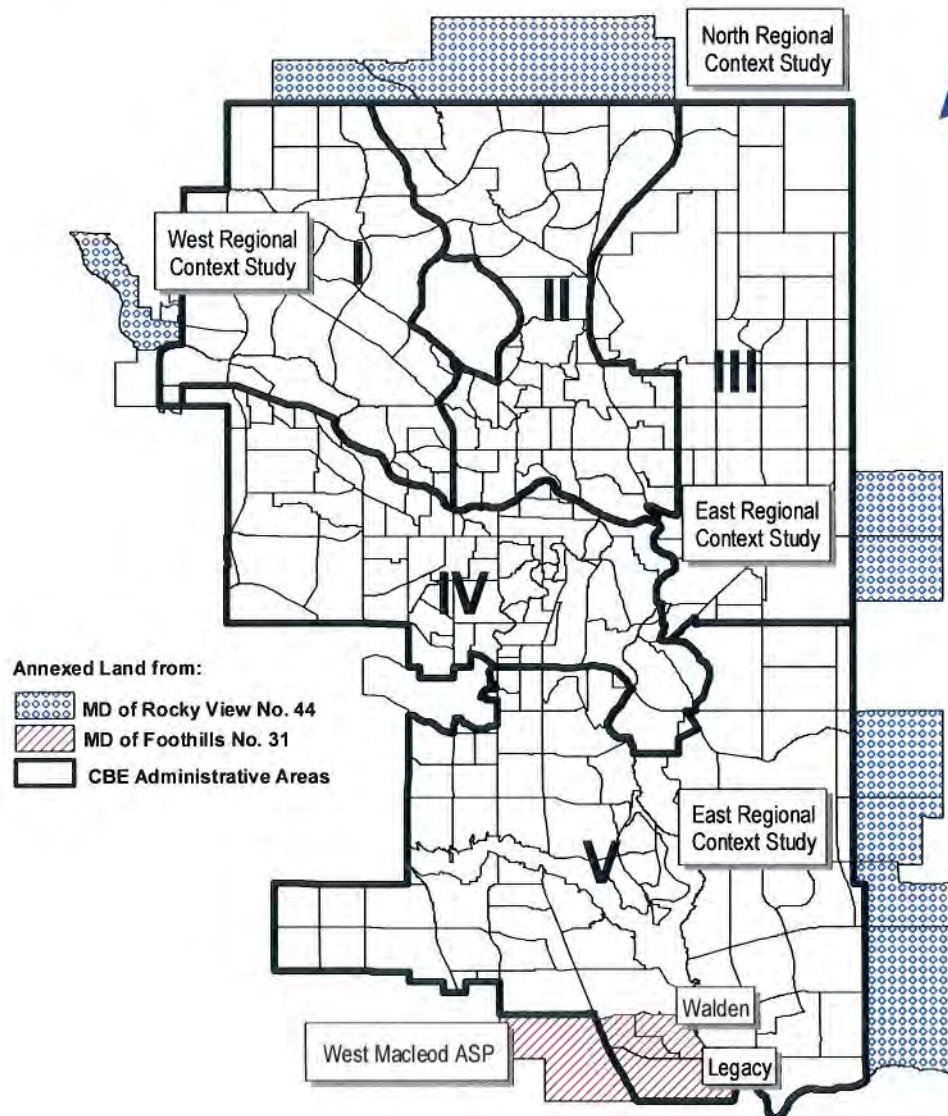 North Regional
Context Study
West Regional
Context Study
I
II
III
East Regional
Context Study
IV
Annexed Land from:
MD of Rocky View No. 44
MD of Foothills No. 31
CBE Administrative Areas
East Regional
Context Study
V
Walden
West Macleod ASP
Legacy